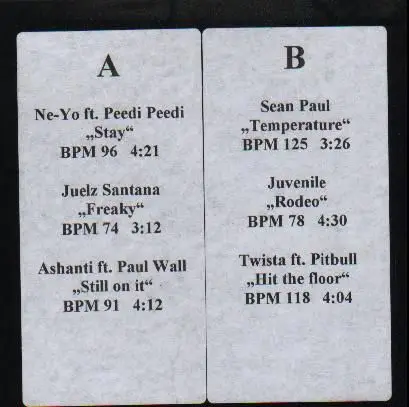 A
Ne-Yo ft. Peedi Peedi
„Stay“
BPM 96 4:21
Juelz Santana
„Freaky“
BPM 74 3:12
Ashanti ft. Paul Wall
„Still on it“
BPM 91 4:12
B
Sean Paul
„Temperature“
BPM 125 3:26
Juvenile
„Rodeo“
BPM 78 4:30
Twista ft. Pitbull
„Hit the floor“
BPM 118 4:04